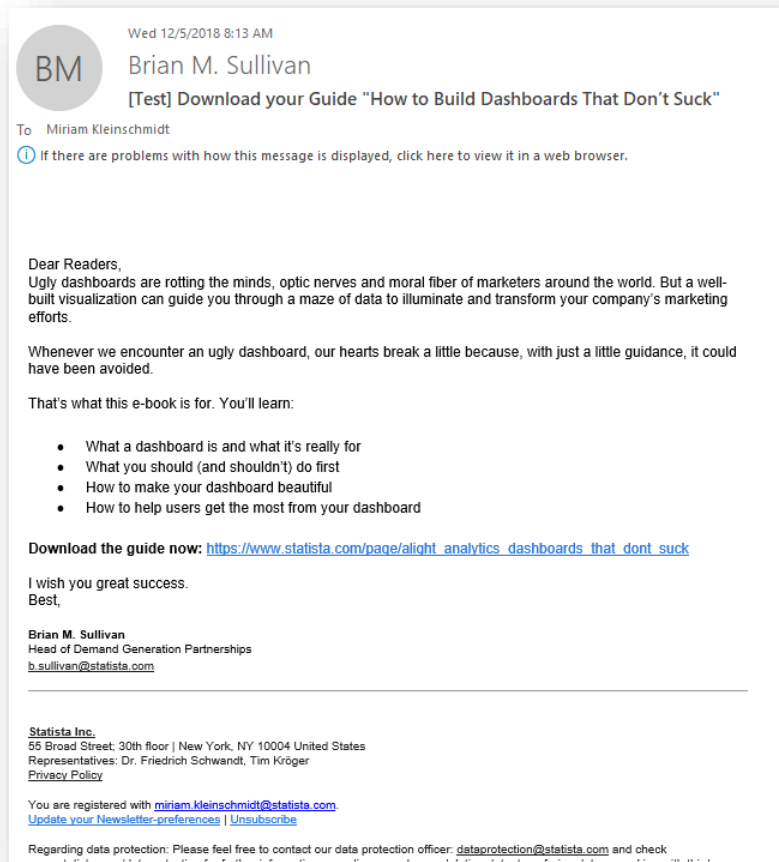 Wed 12/5/2018 8:13 AM
BM
Brian M. Sullivan
[Test] Download your Guide "How to Build Dashboards That Don’t Suck"
To Miriam Kleinschmidt
If there are problems with how this message is displayed, click here to view it in a web browser.
Dear Readers,
Ugly dashboards are rotting the minds, optic nerves and moral fiber of marketers around the world. But a well-
built visualization can guide you through a maze of data to illuminate and transform your company’s marketing
efforts.
Whenever we encounter an ugly dashboard, our hearts break a little because, with just a little guidance, it could
have been avoided.
That’s what this e-book is for. You’ll learn:
• What a dashboard is and what it’s really for
• What you should (and shouldn’t) do first
• How to make your dashboard beautiful
• How to help users get the most from your dashboard
Download the guide now: https://www.statista.com/page/alight_analytics_dashboards_that_dont_suck
I wish you great success.
Best,
Brian M. Sullivan
Head of Demand Generation Partnerships
b.sullivan@statista.com
Statista Inc.
55 Broad Street; 30th floor | New York, NY 10004 United States
Representatives: Dr. Friedrich Schwandt, Tim Kröger
Privacy Policy
You are registered with miriam.kleinschmidt@statista.com.
Update your Newsletter-preferences | Unsubscribe
Regarding data protection: Please feel free to contact our data protection officer: dataprotection@statista.com and check